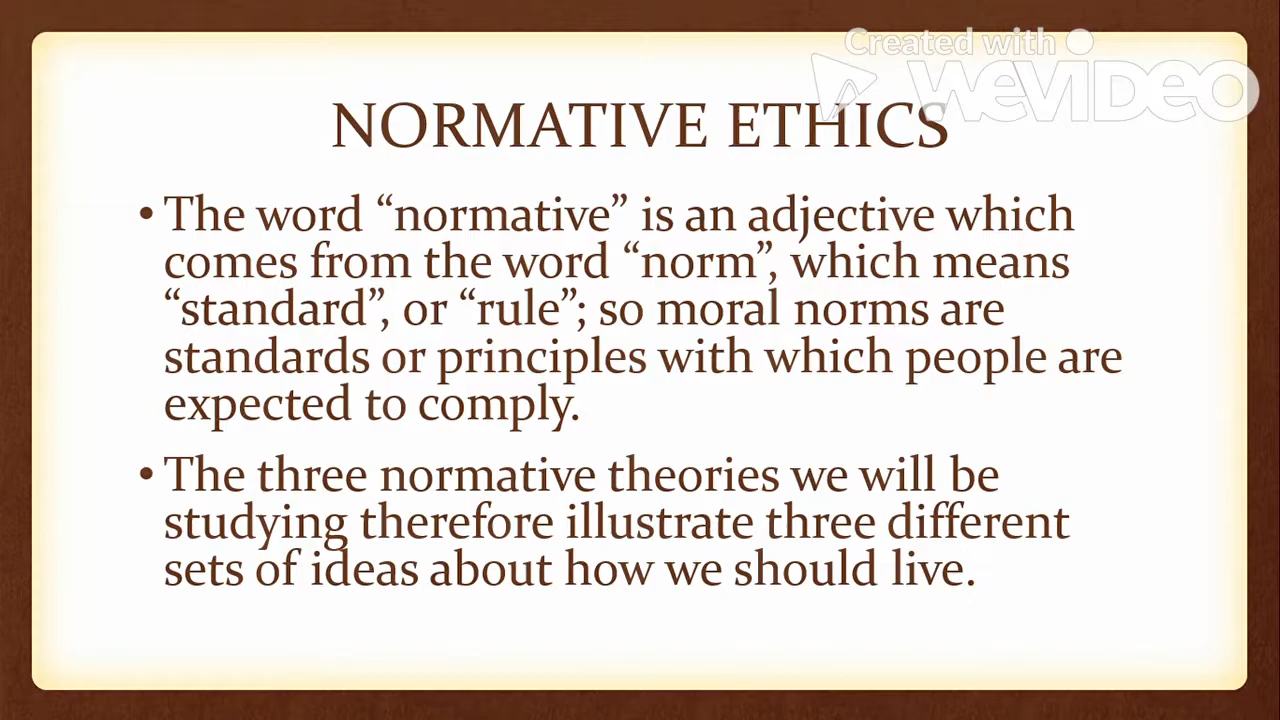 Created with
WEVIDEO
NORMATIVE ETHICS
• The word “normative” is an adjective which
comes from the word “norm”, which means
“standard”, or “rule”; so moral norms are
standards or principles with which people are
expected to comply.
• The three normative theories we will be
studying therefore illustrate three different
sets of ideas about how we should live.